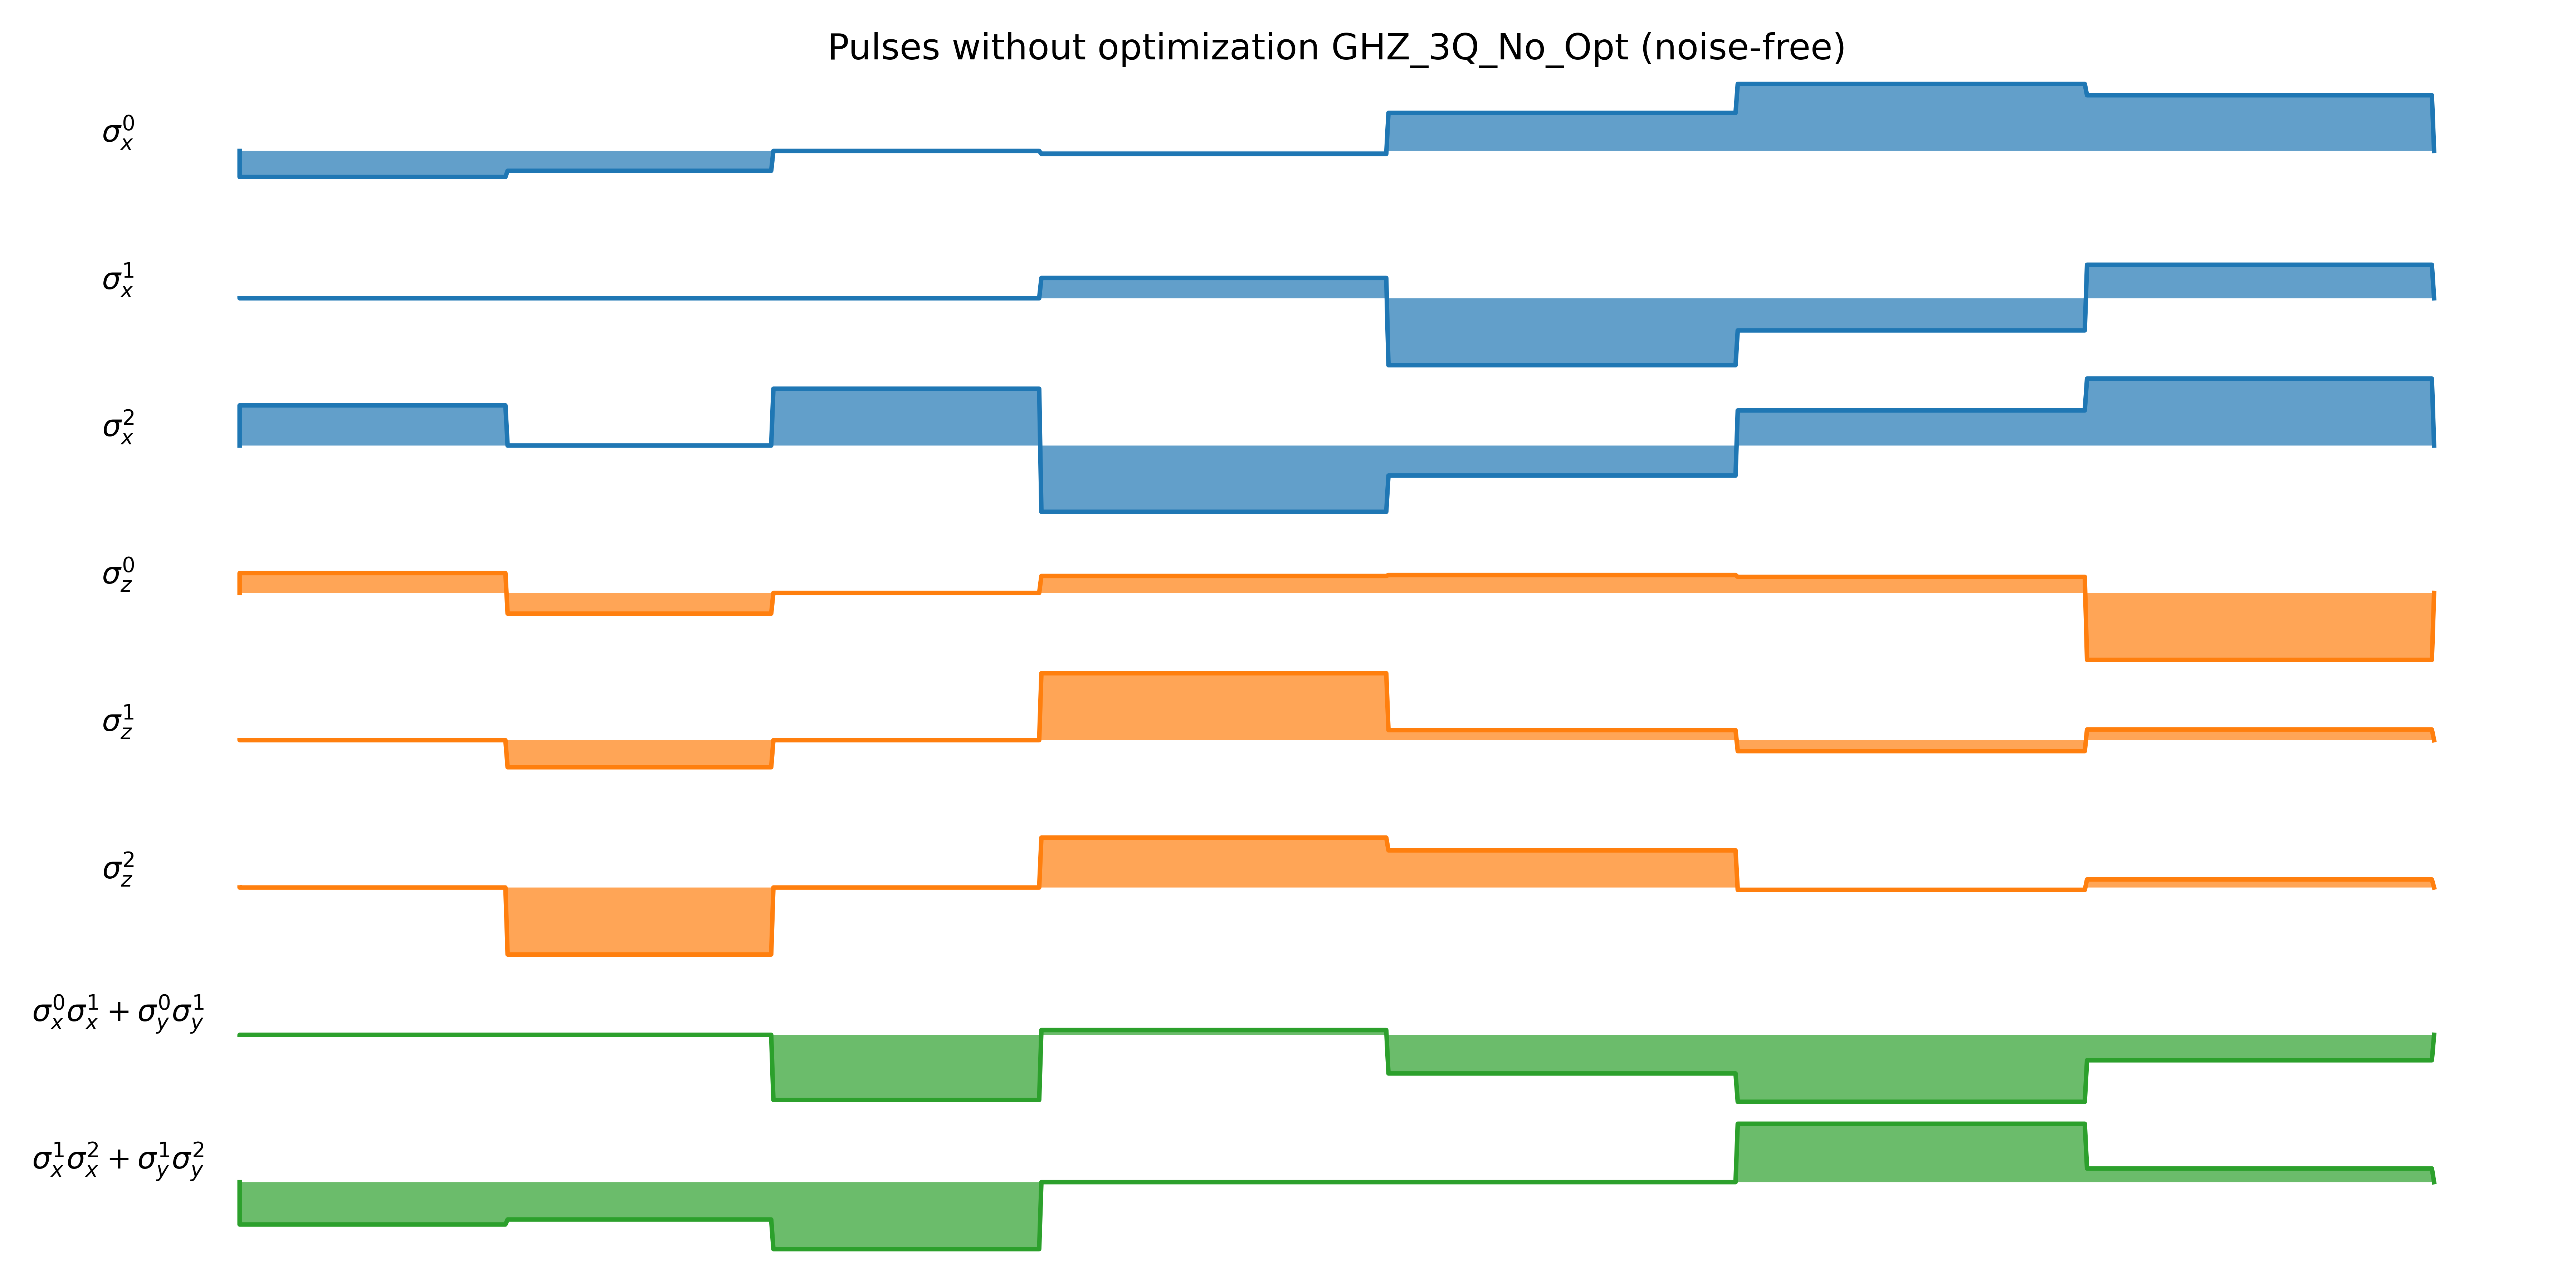 Pulses without optimization GHZ_3Q_No_Opt (noise-free)
σ_x^0
σ_x^1
σ_x^2
σ_z^0
σ_z^1
σ_z^2
σ_x^0σ_x^1 + σ_y^0σ_y^1
σ_x^1σ_x^2 + σ_y^1σ_y^2